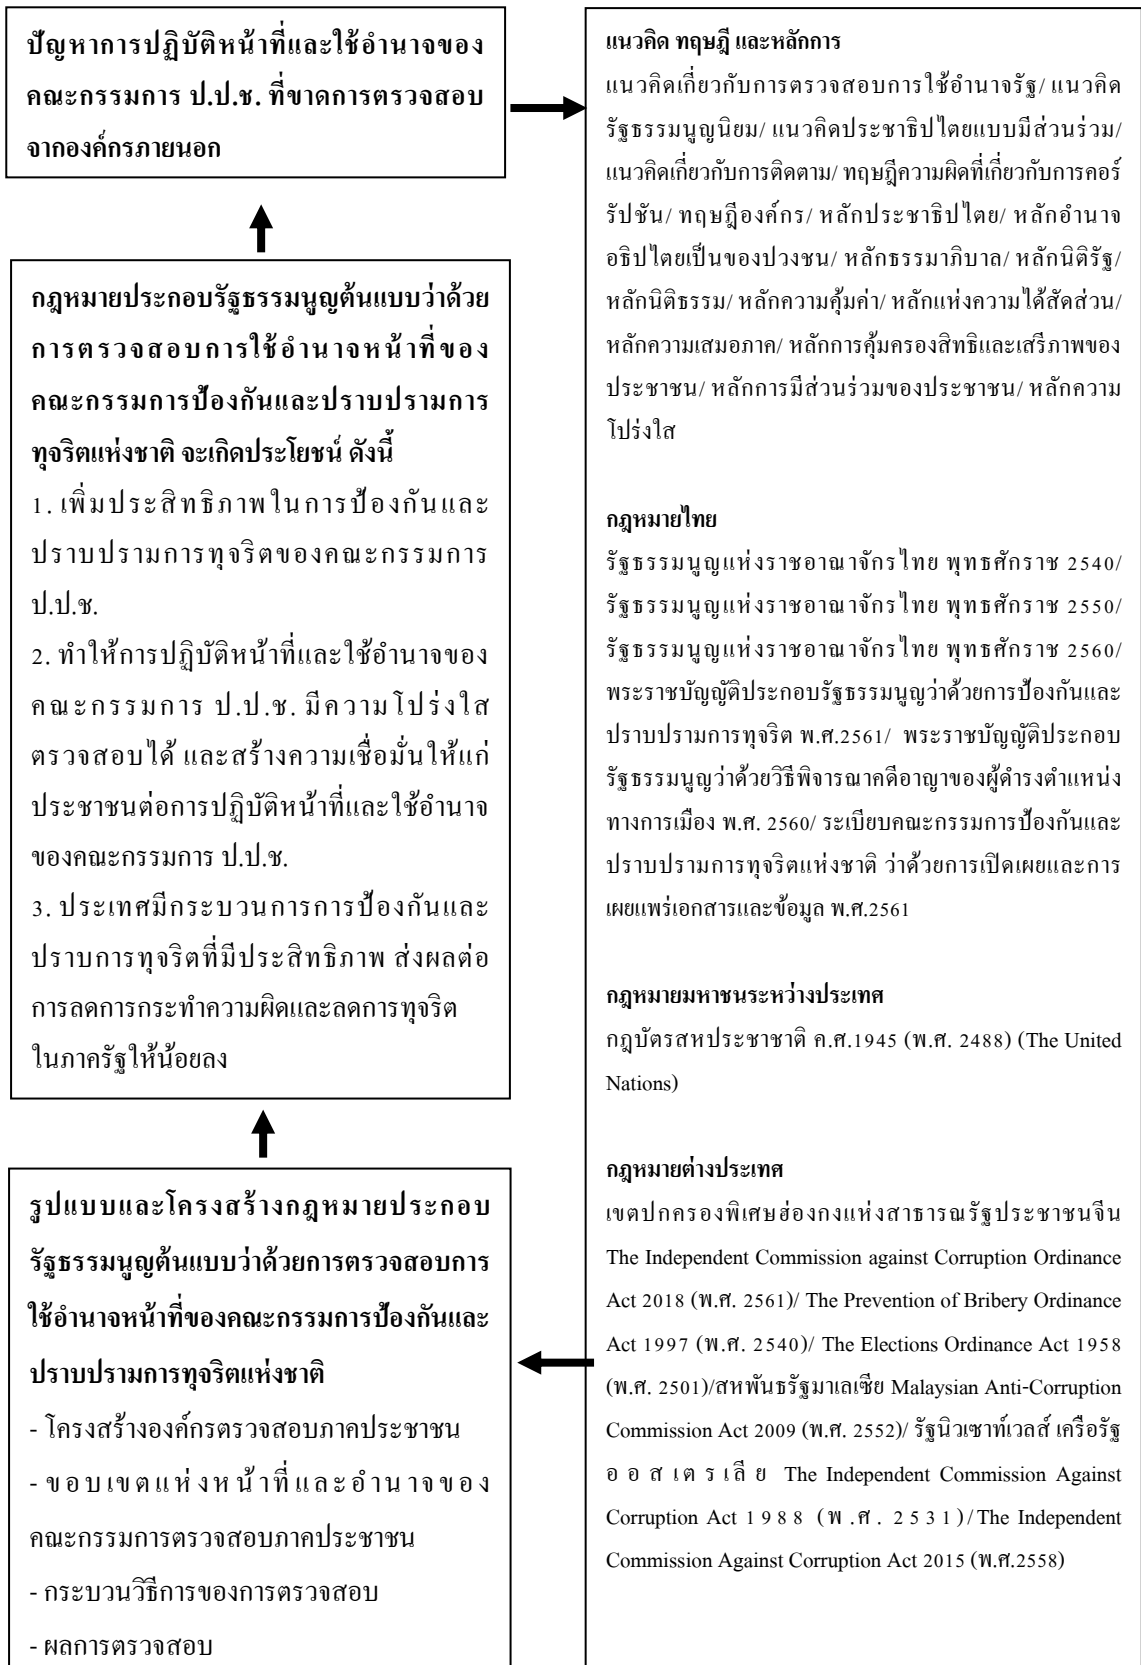 ปัญหาการปฏิบัติหน้าที่และใช้อำนาจของ
คณะกรรมการ ป.ป.ช. ที่ขาดการตรวจสอบ
จากองค์กรภายนอก
กฎหมายประกอบรัฐธรรมนูญต้นแบบว่าด้วย
การตรวจสอบการใช้อำนาจหน้าที่ของ
คณะกรรมการป้องกันและปราบปรามการ
ทุจริตแห่งชาติ จะเกิดประโยชน์ ดังนี้
1. เพิ่มประสิทธิภาพในการป้องกันและ
ปราบปรามการทุจริตของคณะกรรมการ
ป.ป.ช.
2. ทำให้การปฏิบัติหน้าที่และใช้อำนาจของ
คณะกรรมการ ป.ป.ช. มีความโปร่งใส
ตรวจสอบได้ และสร้างความเชื่อมั่นให้แก่
ประชาชนต่อการปฏิบัติหน้าที่และใช้อำนาจ
ของคณะกรรมการ ป.ป.ช.
3. ประเทศมีกระบวนการการป้องกันและ
ปราบการทุจริตที่มีประสิทธิภาพ ส่งผลต่อ
การลดการกระทำความผิดและลดการทุจริต
ในภาครัฐให้น้อยลง
รูปแบบและโครงสร้างกฎหมายประกอบ
รัฐธรรมนูญต้นแบบว่าด้วยการตรวจสอบการ
ใช้อำนาจหน้าที่ของคณะกรรมการป้องกันและ
ปราบปรามการทุจริตแห่งชาติ
- โครงสร้างองค์กรตรวจสอบภาคประชาชน
- ขอบเขตแห่งหน้าที่และอำนาจของ
คณะกรรมการตรวจสอบภาคประชาชน
- กระบวนวิธีการของการตรวจสอบ
- ผลการตรวจสอบ
แนวคิด ทฤษฎี และหลักการ
แนวคิดเกี่ยวกับการตรวจสอบการใช้อำนาจรัฐ/ แนวคิด
รัฐธรรมนูญนิยม/ แนวคิดประชาธิปไตยแบบมีส่วนร่วม/
แนวคิดเกี่ยวกับการติดตาม/ ทฤษฎีความผิดที่เกี่ยวกับการคอร์
รัปชัน/ ทฤษฎีองค์กร/ หลักประชาธิปไตย/ หลักอำนาจ
อธิปไตยเป็นของปวงชน/ หลักธรรมาภิบาล/ หลักนิติรัฐ/
หลักนิติธรรม/ หลักความคุ้มค่า/ หลักแห่งความได้สัดส่วน/
หลักความเสมอภาค/ หลักการคุ้มครองสิทธิและเสรีภาพของ
ประชาชน/ หลักการมีส่วนร่วมของประชาชน/ หลักความ
โปร่งใส
กฎหมายไทย
รัฐธรรมนูญแห่งราชอาณาจักรไทย พุทธศักราช 2540/
รัฐธรรมนูญแห่งราชอาณาจักรไทย พุทธศักราช 2550/
รัฐธรรมนูญแห่งราชอาณาจักรไทย พุทธศักราช 2560/
พระราชบัญญัติประกอบรัฐธรรมนูญว่าด้วยการป้องกันและ
ปราบปรามการทุจริต พ.ศ.2561/ พระราชบัญญัติประกอบ
รัฐธรรมนูญว่าด้วยวิธีพิจารณาคดีอาญาของผู้ดำรงตำแหน่ง
ทางการเมือง พ.ศ. 2560/ ระเบียบคณะกรรมการป้องกันและ
ปราบปรามการทุจริตแห่งชาติ ว่าด้วยการเปิดเผยและการ
เผยแพร่เอกสารและข้อมูล พ.ศ.2561
กฎหมายมหาชนระหว่างประเทศ
กฎบัตรสหประชาชาติ ค.ศ.1945 (พ.ศ. 2488) (The United
Nations)
กฎหมายต่างประเทศ
เขตปกครองพิเศษฮ่องกงแห่งสาธารณรัฐประชาชนจีน
The Independent Commission against Corruption Ordinance
Act 2018 (พ.ศ. 2561)/ The Prevention of Bribery Ordinance
Act 1997 (พ.ศ. 2540)/ The Elections Ordinance Act 1958
(พ.ศ. 2501)/สหพันธรัฐมาเลเซีย Malaysian Anti-Corruption
Commission Act 2009 (พ.ศ. 2552)/ รัฐนิวเซาท์เวลส์ เครือรัฐ
ออสเตรเลีย The Independent Commission Against
Corruption Act 1988 (พ.ศ. 2531)/The Independent
Commission Against Corruption Act 2015 (พ.ศ.2558)